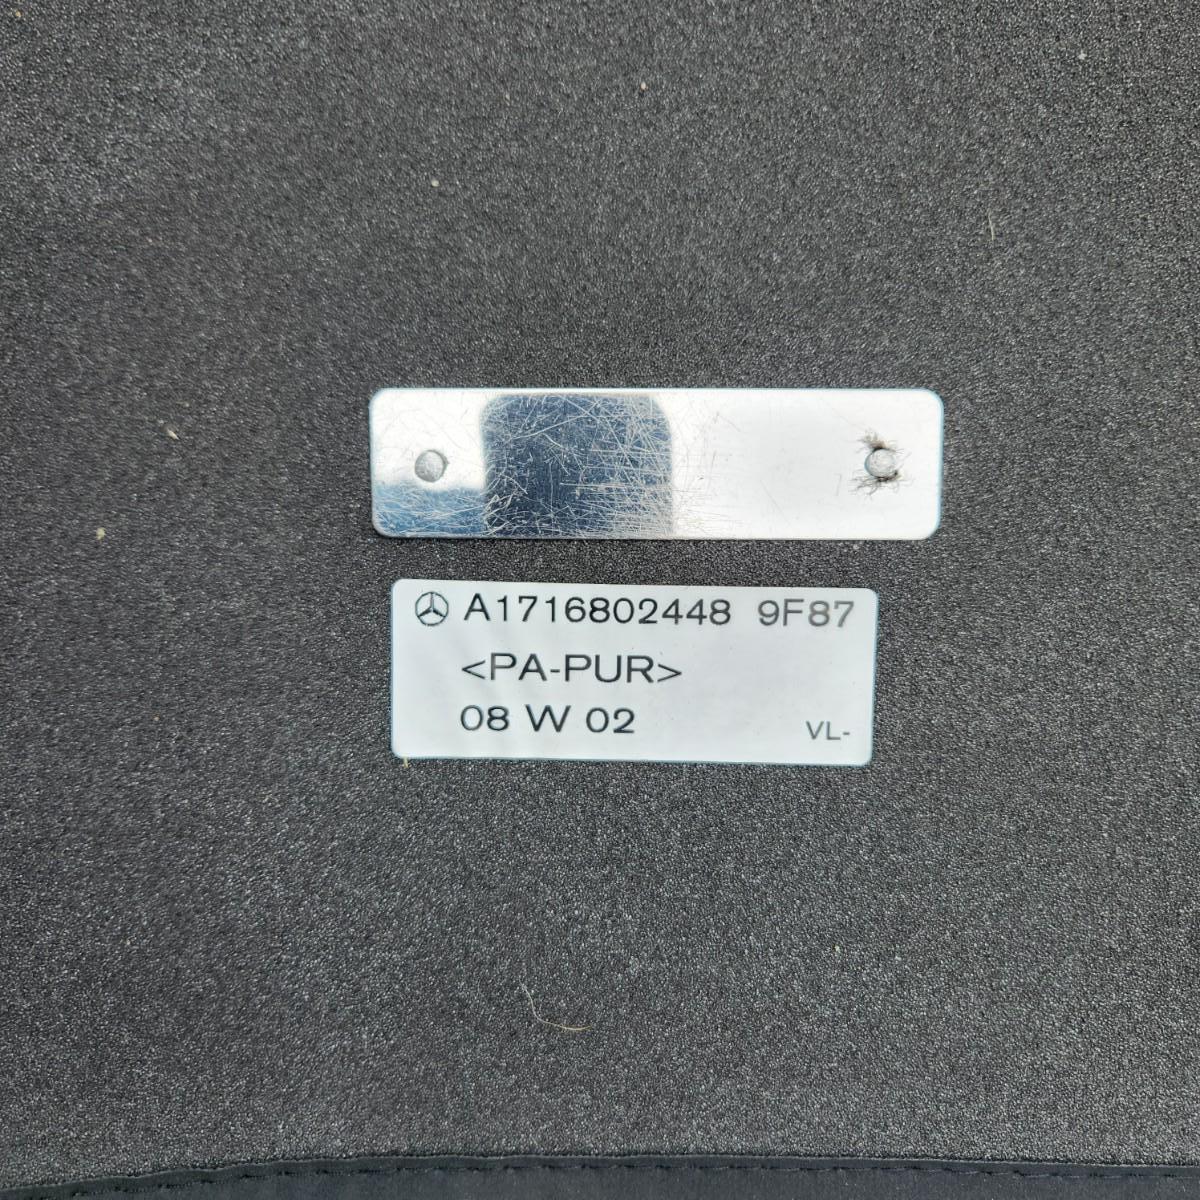 A1716802448 9F87
<PA-PUR>
08 W 02 VL-